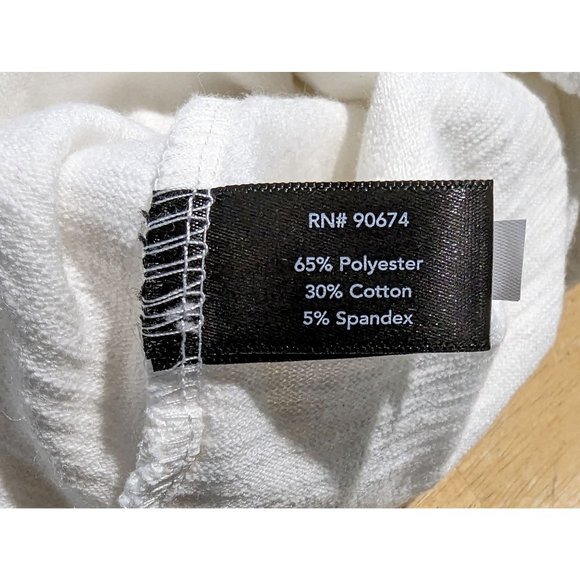 RN# 90674
65% Polyester
30% Cotton
5% Spandex